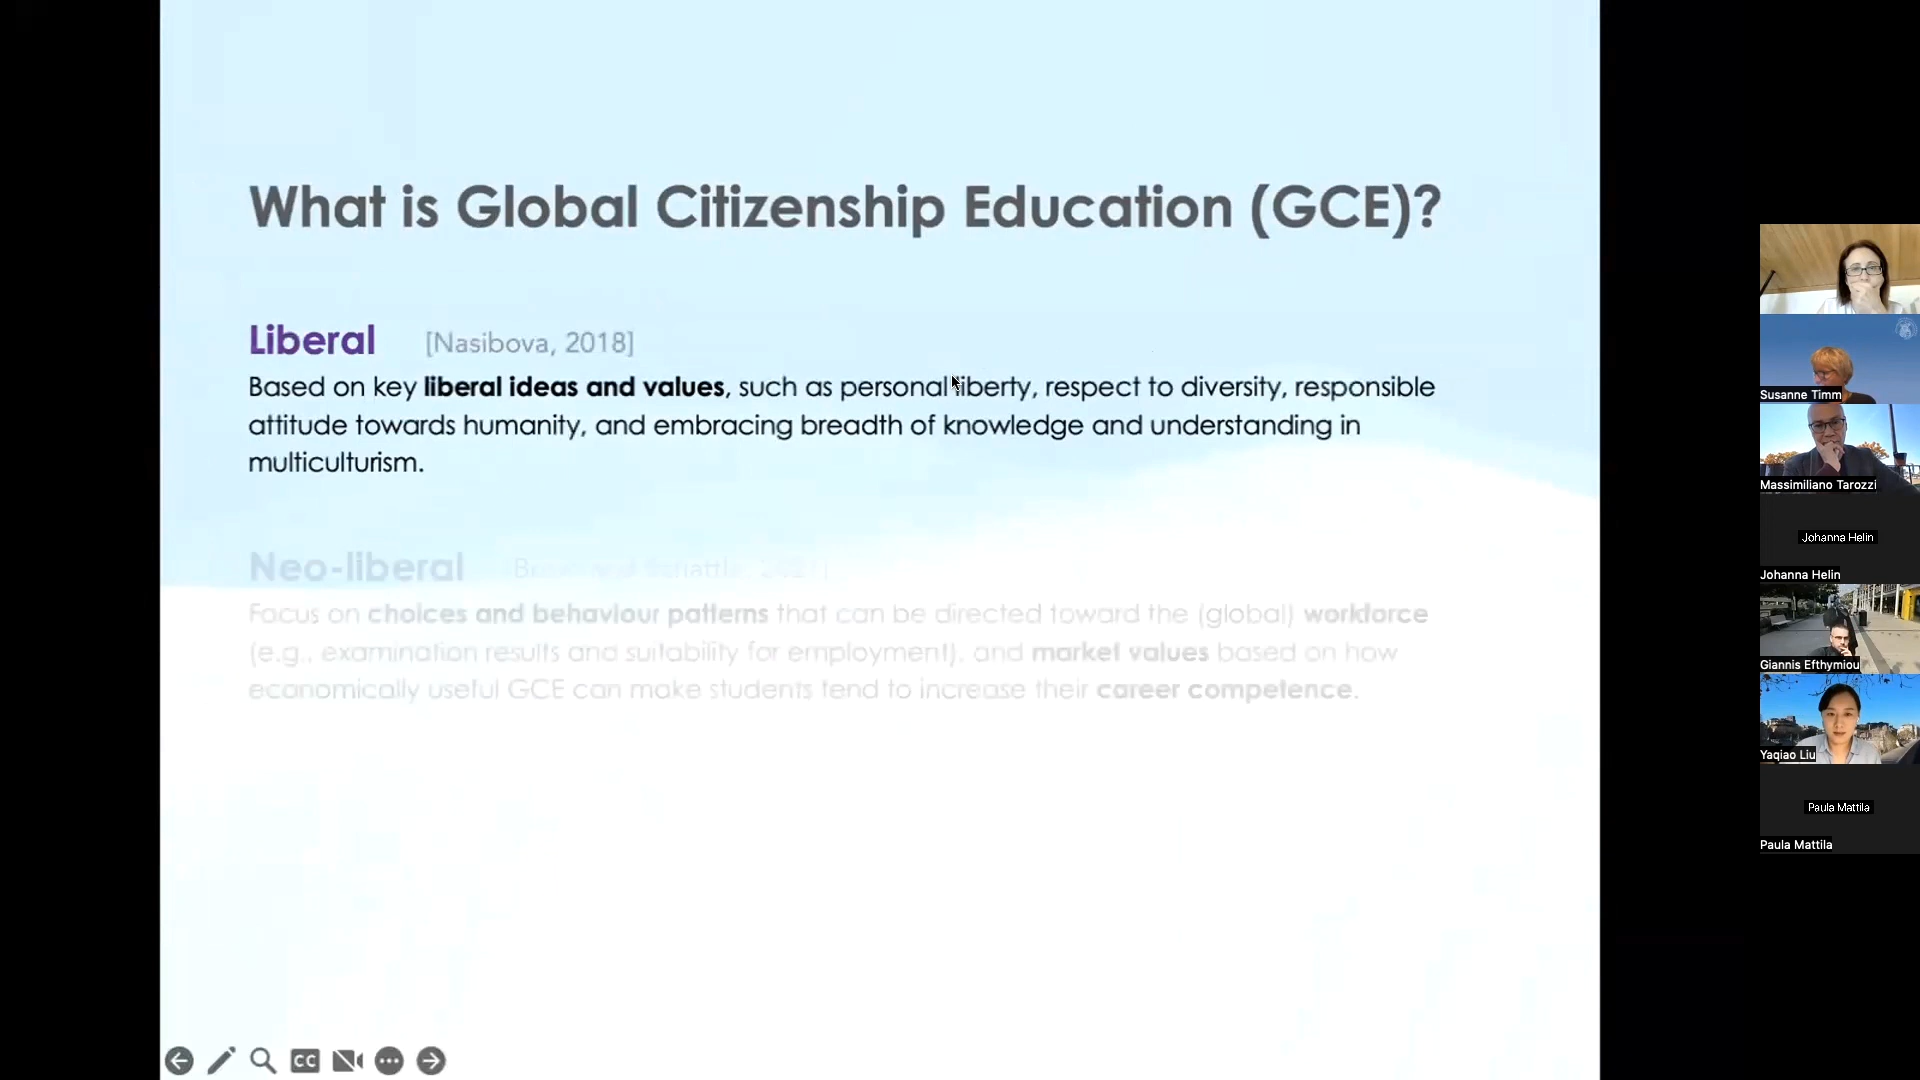 What is Global Citizenship Education (GCE)?
Liberal [Nasibova, 2018]
Based on key liberal ideas and values, such as personal liberty, respect to diversity, responsible
attitude towards humanity, and embracing breadth of knowledge and understanding in
multiculturism.
Neo-liberal
Focus on choices and behaviour patterns that can be directed toward the (global) workforce
(e.g., examination results and suitability for employment), and market values based on how
economically useful GCE can make students tend to increase their career competence.
CC
Susanne Timm
Massimiliano Tarozzi
Johanna Helin
Johanna Helin
Giannis Efthymiou
Yaqiao Liu
Paula Mattila
Paula Mattila